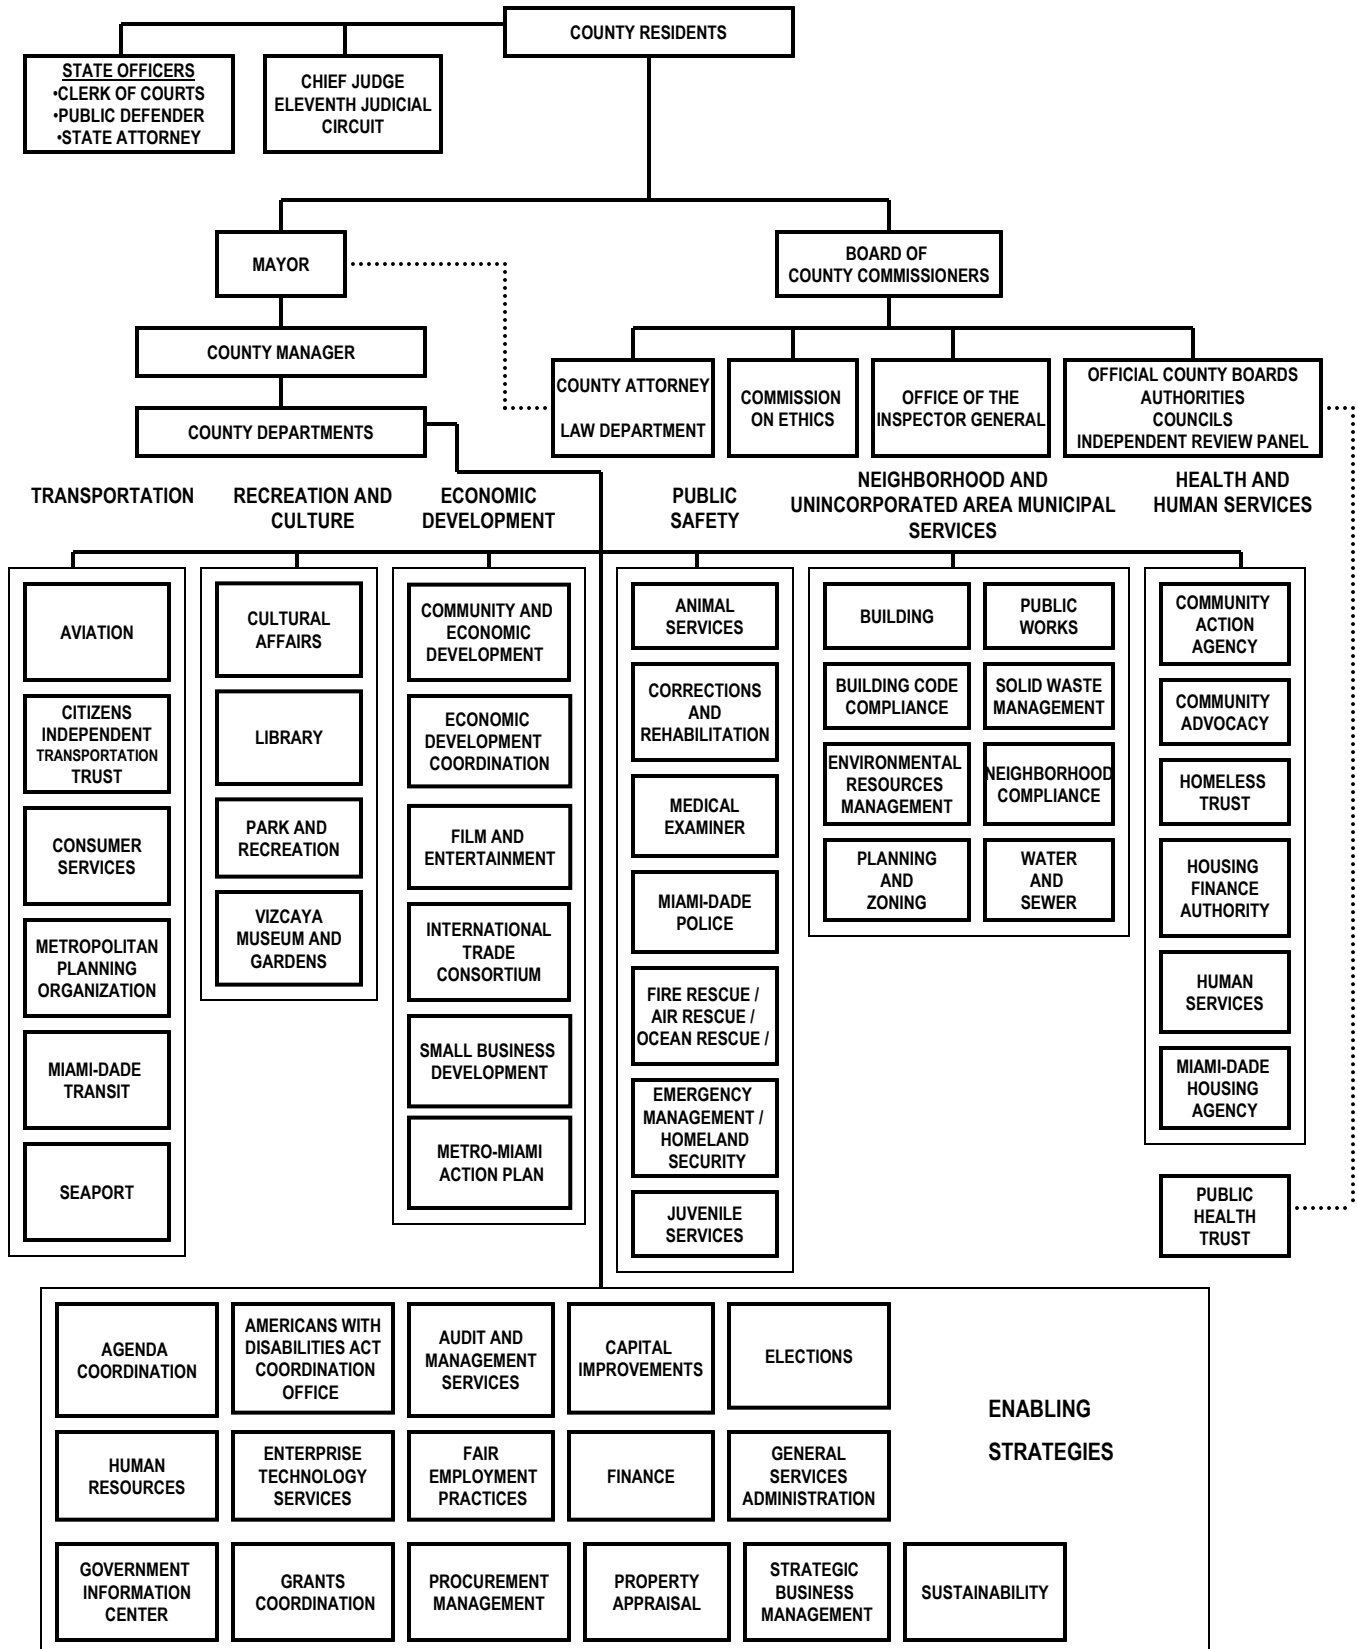 COUNTY RESIDENTS
STATE OFFICERS
•CLERK OF COURTS
•PUBLIC DEFENDER
•STATE ATTORNEY
CHIEF JUDGE
ELEVENTH JUDICIAL
CIRCUIT
MAYOR
BOARD OF
COUNTY COMMISSIONERS
COUNTY MANAGER
COUNTY DEPARTMENTS
COUNTY ATTORNEY
LAW DEPARTMENT
COMMISSION
ON ETHICS
OFFICE OF THE
INSPECTOR GENERAL
OFFICIAL COUNTY BOARDS
AUTHORITIES
COUNCILS
INDEPENDENT REVIEW PANEL
TRANSPORTATION
RECREATION AND
CULTURE
ECONOMIC
DEVELOPMENT
PUBLIC
SAFETY
NEIGHBORHOOD AND
UNINCORPORATED AREA MUNICIPAL
SERVICES
HEALTH AND
HUMAN SERVICES
AVIATION
CITIZENS
INDEPENDENT
TRANSPORTATION
TRUST
CONSUMER
SERVICES
METROPOLITAN
PLANNING
ORGANIZATION
MIAMI-DADE
TRANSIT
SEAPORT
CULTURAL
AFFAIRS
LIBRARY
PARK AND
RECREATION
VIZCAYA
MUSEUM AND
GARDENS
COMMUNITY AND
ECONOMIC
DEVELOPMENT
ECONOMIC
DEVELOPMENT
COORDINATION
FILM AND
ENTERTAINMENT
INTERNATIONAL
TRADE
CONSORTIUM
SMALL BUSINESS
DEVELOPMENT
METRO-MIAMI
ACTION PLAN
ANIMAL
SERVICES
CORRECTIONS
AND
REHABILITATION
MEDICAL
EXAMINER
MIAMI-DADE
POLICE
FIRE RESCUE /
AIR RESCUE /
OCEAN RESCUE /
EMERGENCY
MANAGEMENT /
HOMELAND
SECURITY
JUVENILE
SERVICES
BUILDING
PUBLIC
WORKS
BUILDING CODE
COMPLIANCE
SOLID WASTE
MANAGEMENT
ENVIRONMENTAL
RESOURCES
MANAGEMENT
NEIGHBORHOOD
COMPLIANCE
PLANNING
AND
ZONING
WATER
AND
SEWER
COMMUNITY
ACTION
AGENCY
COMMUNITY
ADVOCACY
HOMELESS
TRUST
HOUSING
FINANCE
AUTHORITY
HUMAN
SERVICES
MIAMI-DADE
HOUSING
AGENCY
PUBLIC
HEALTH
TRUST
AGENDA
COORDINATION
AMERICANS WITH
DISABILITIES ACT
COORDINATION
OFFICE
AUDIT AND
MANAGEMENT
SERVICES
CAPITAL
IMPROVEMENTS
ELECTIONS
ENABLING
STRATEGIES
HUMAN
RESOURCES
ENTERPRISE
TECHNOLOGY
SERVICES
FAIR
EMPLOYMENT
PRACTICES
FINANCE
GENERAL
SERVICES
ADMINISTRATION
GOVERNMENT
INFORMATION
CENTER
GRANTS
COORDINATION
PROCUREMENT
MANAGEMENT
PROPERTY
APPRAISAL
STRATEGIC
BUSINESS
MANAGEMENT
SUSTAINABILITY